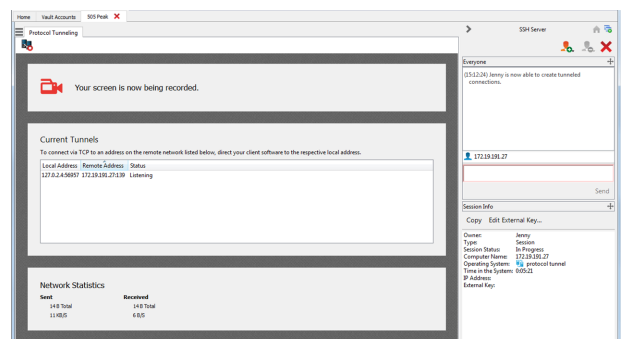 Home
Vault Accounts
505 Peak
Protocol Tunneling
Your screen is now being recorded.
Current Tunnels
To connect via TCP to an address on the remote network listed below, direct your client software to the respective local address.
Local Address Remote Address Status
127.0.2.4:56957 172.19.191.27:139 Listening
Network Statistics
Sent Received
14 B Total 14 B Total
11 KB/S 6 B/S
SSH Server
Everyone
(15:12:24) Jenny is now able to create tunneled
connections.
172.19.191.27
Send
Session Info
Copy Edit External Key...
Owner: Jenny
Type: Session
Session Status: In Progress
Computer Name: 172.19.191.27
Operating System: protocol tunnel
Time in the System: 0:05:21
IP Address:
External Key: